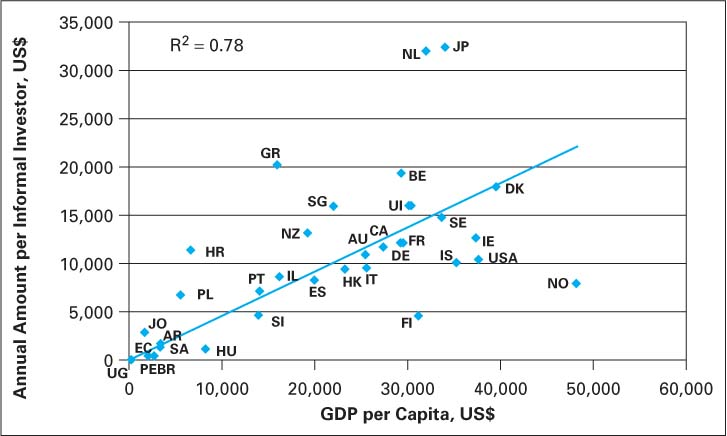 Annual Amount per Informal Investor, US$
35,000
30,000
25,000
20,000
15,000
10,000
5,000
0
R² = 0.78
NL
JP
GR
BE
SG
UI
DK
NZ
CA
SE
AU
FR
IE
HR
DE
IS
USA
PT
IL
HK
IT
ES
NO
PL
SI
FI
JO
AR
EC
SA
HU
UG
PEBR
0
10,000
20,000
30,000
40,000
50,000
60,000
GDP per Capita, US$